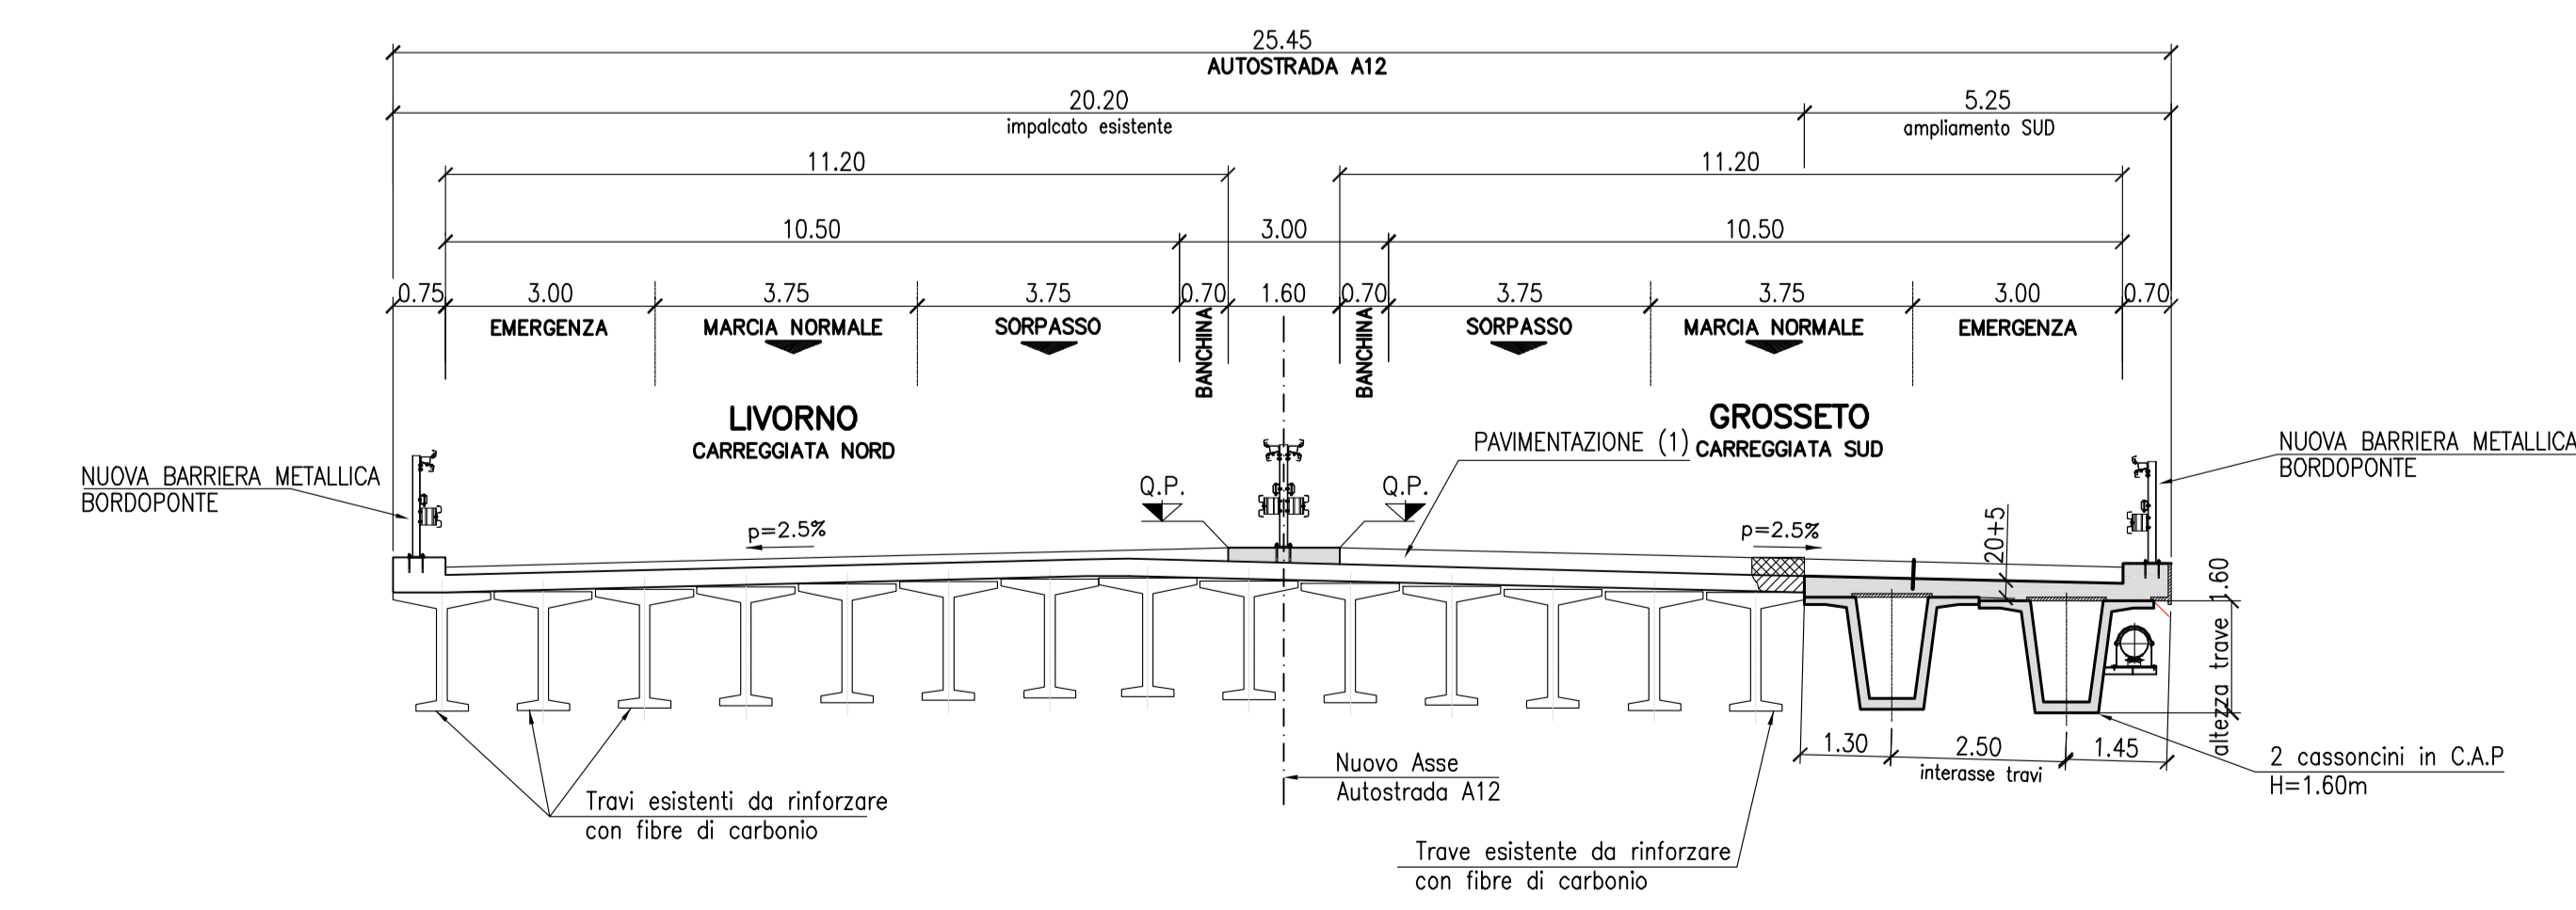 25.45
AUTOSTRADA A12
20.20
5.25
impalcato esistente
ampliamento SUD
11.20
11.20
10.50
3.00
10.50
0.75
3.00
3.75
3.75
0.70
1.60
0.70
3.75
3.75
3.00
0.70
EMERGENZA
MARCIA NORMALE
SORPASSO
BANCHINA
BANCHINA
SORPASSO
MARCIA NORMALE
EMERGENZA
LIVORNO
CARREGGIATA NORD
GROSSETO
CARREGGIATA SUD
PAVIMENTAZIONE (1)
NUOVA BARRIERA METALLICA
BORDOPONTE
NUOVA BARRIERA METALLICA
BORDOPONTE
Q.P.
Q.P.
p=2.5%
p=2.5%
20+5
altezza trave 1.60
1.30
2.50
1.45
interasse travi
2 cassoncini in C.A.P
H=1.60m
Nuovo Asse
Autostrada A12
Travi esistenti da rinforzare
con fibre di carbonio
Trave esistente da rinforzare
con fibre di carbonio